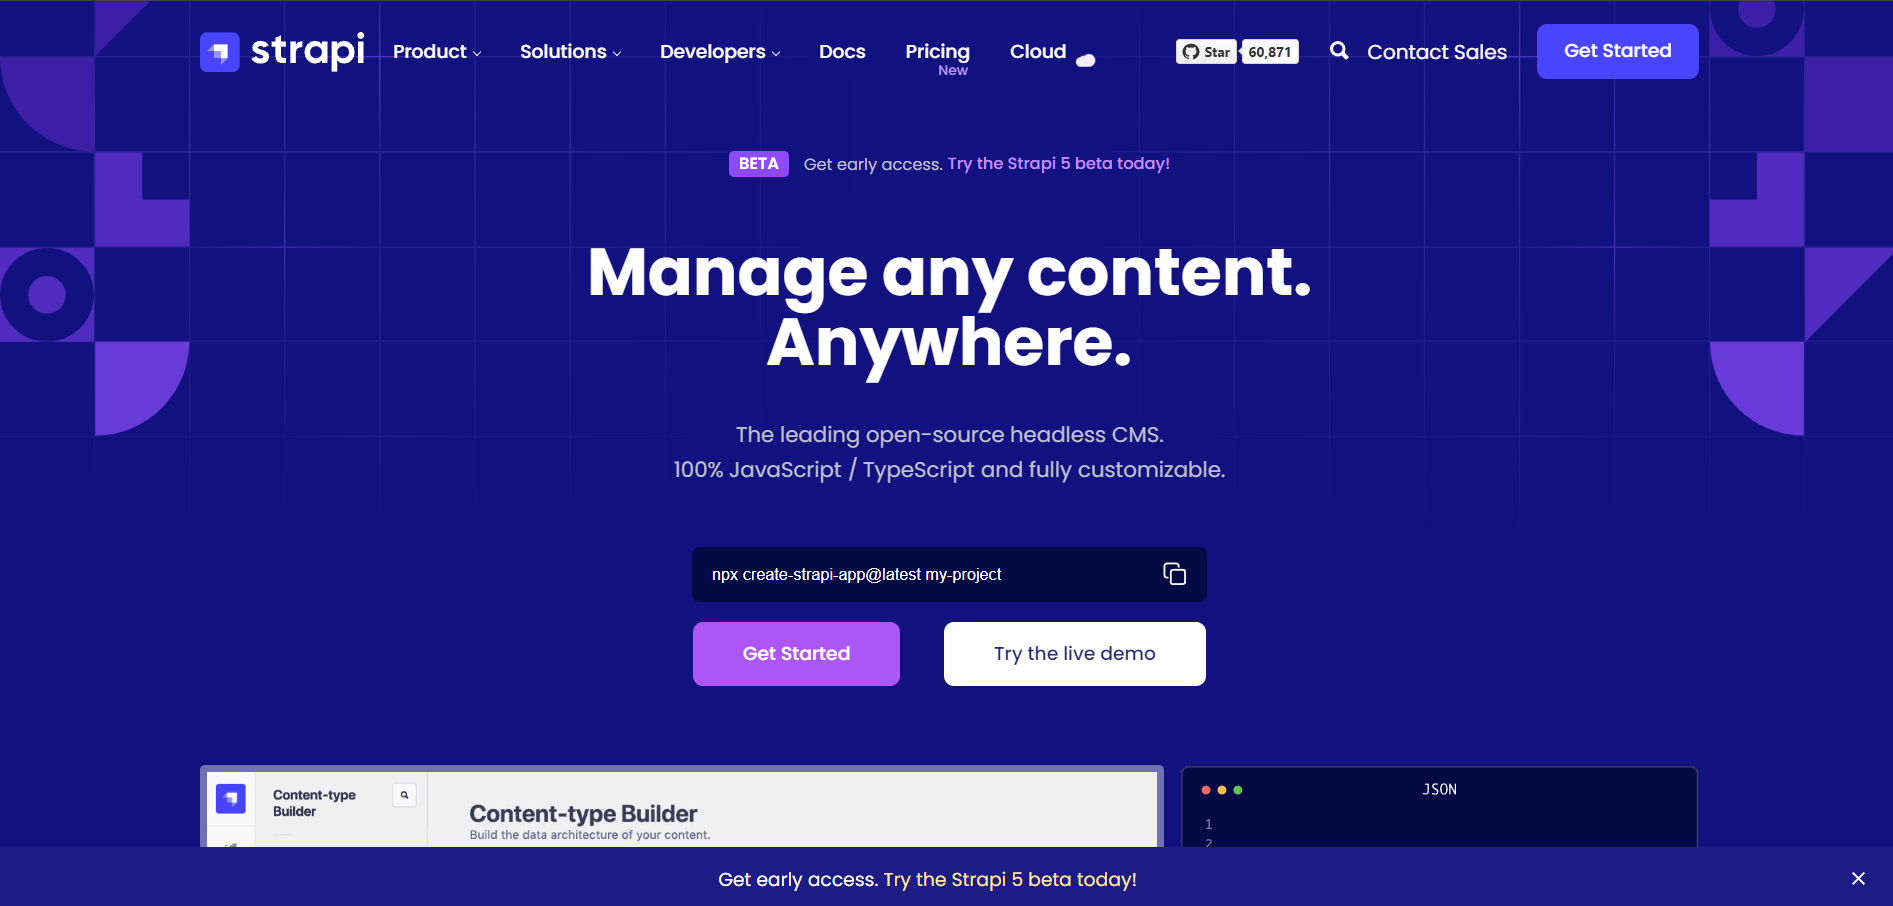 strapi Product Solutions Developers Docs Pricing Cloud Star 60,871 Contact Sales Get Started
New
BETA Get early access. Try the Strapi 5 beta today!
Manage any content.
Anywhere.
The leading open-source headless CMS.
100% JavaScript / TypeScript and fully customizable.
npx create-strapi-app@latest my-project
Get Started Try the live demo
Content-type
Builder
Content-type Builder
Build the data architecture of your content.
JSON
1
2
Get early access. Try the Strapi 5 beta today!